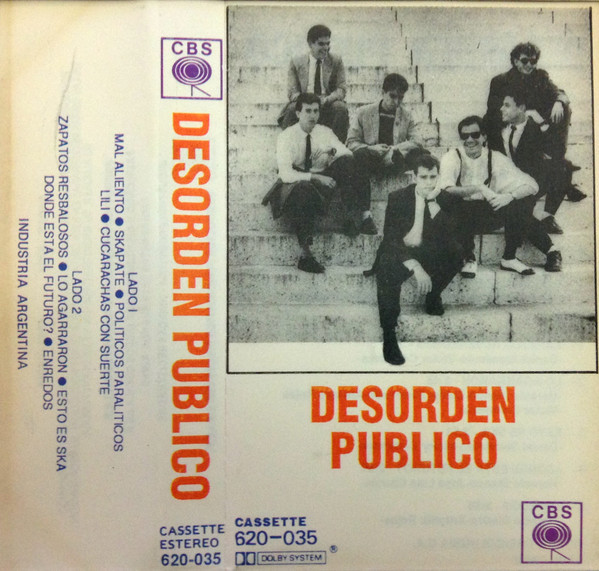 LADO I
MAL ALIENTO ● SKAPATE ● POLITICOS PARALITICOS
LILI ● CUCARACHAS CON SUERTE
LADO 2
ZAPATOS RESBALOSOS ● LO AGARRARON ● ESTO ES SKA
DONDE ESTA EL FUTURO? ● ENREDOS
INDUSTRIA ARGENTINA
CBS
DESORDEN PUBLICO
CASSETTE
ESTEREO
620-035
DESORDEN
PUBLICO
CASSETTE
620-035
DOLBY SYSTEM ®
CBS